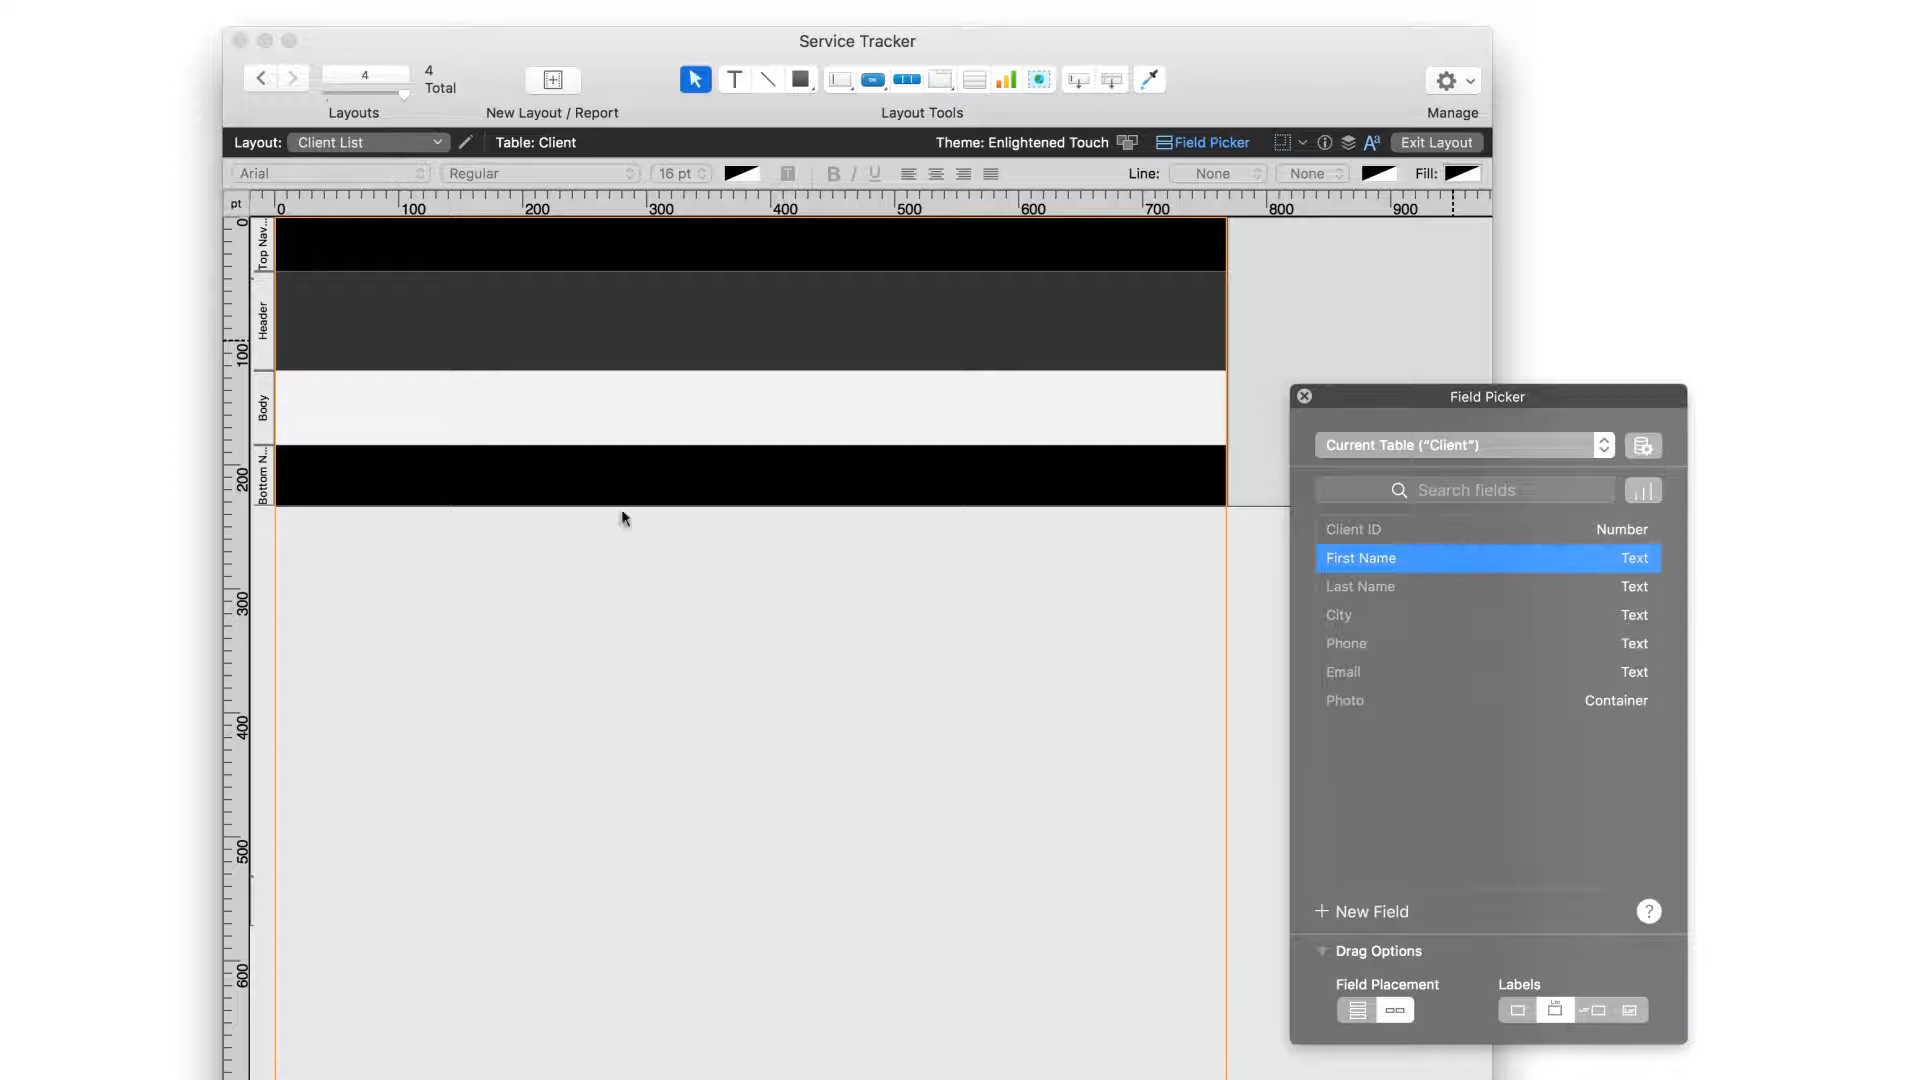 Service Tracker
4
4
Total
Layouts
New Layout / Report
Layout Tools
Manage
Layout: Client List
Table: Client
Theme: Enlightened Touch
Field Picker
Exit Layout
Arial
Regular
16 pt
B I U
Line: None
None
Fill:
pt
0 100 200 300 400 500 600 700 800 900
0
100
200
300
400
500
600
Top Nav...
Header
Body
Bottom N...
Field Picker
Current Table ("Client")
Search fields
Client ID Number
First Name Text
Last Name Text
City Text
Phone Text
Email Text
Photo Container
+ New Field
?
Drag Options
Field Placement
Labels